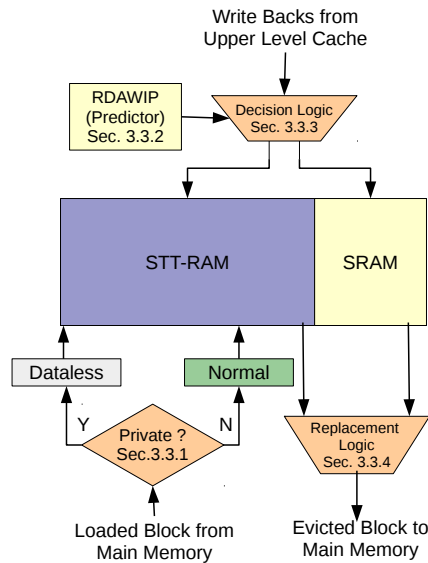 Write Backs from
Upper Level Cache
RDAWIP
(Predictor)
Sec. 3.3.2
Decision Logic
Sec. 3.3.3
STT-RAM
SRAM
Dataless
Normal
Y
N
Private ?
Sec.3.3.1
Replacement
Logic
Sec. 3.3.4
Loaded Block from
Main Memory
Evicted Block to
Main Memory